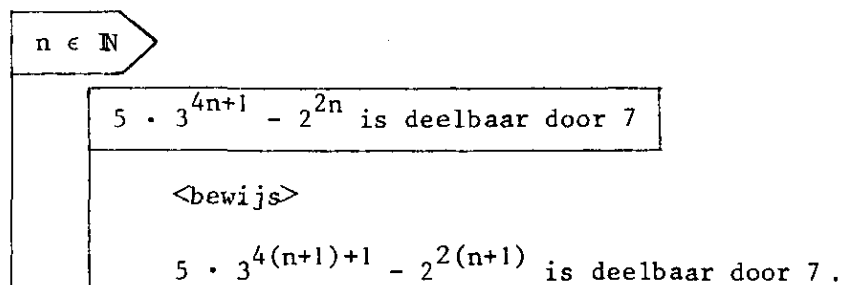 n ∈ ℕ
5 · 3^{4n+1} - 2^{2n} is deelbaar door 7
<bewijs>
5 · 3^{4(n+1)+1} - 2^{2(n+1)} is deelbaar door 7.